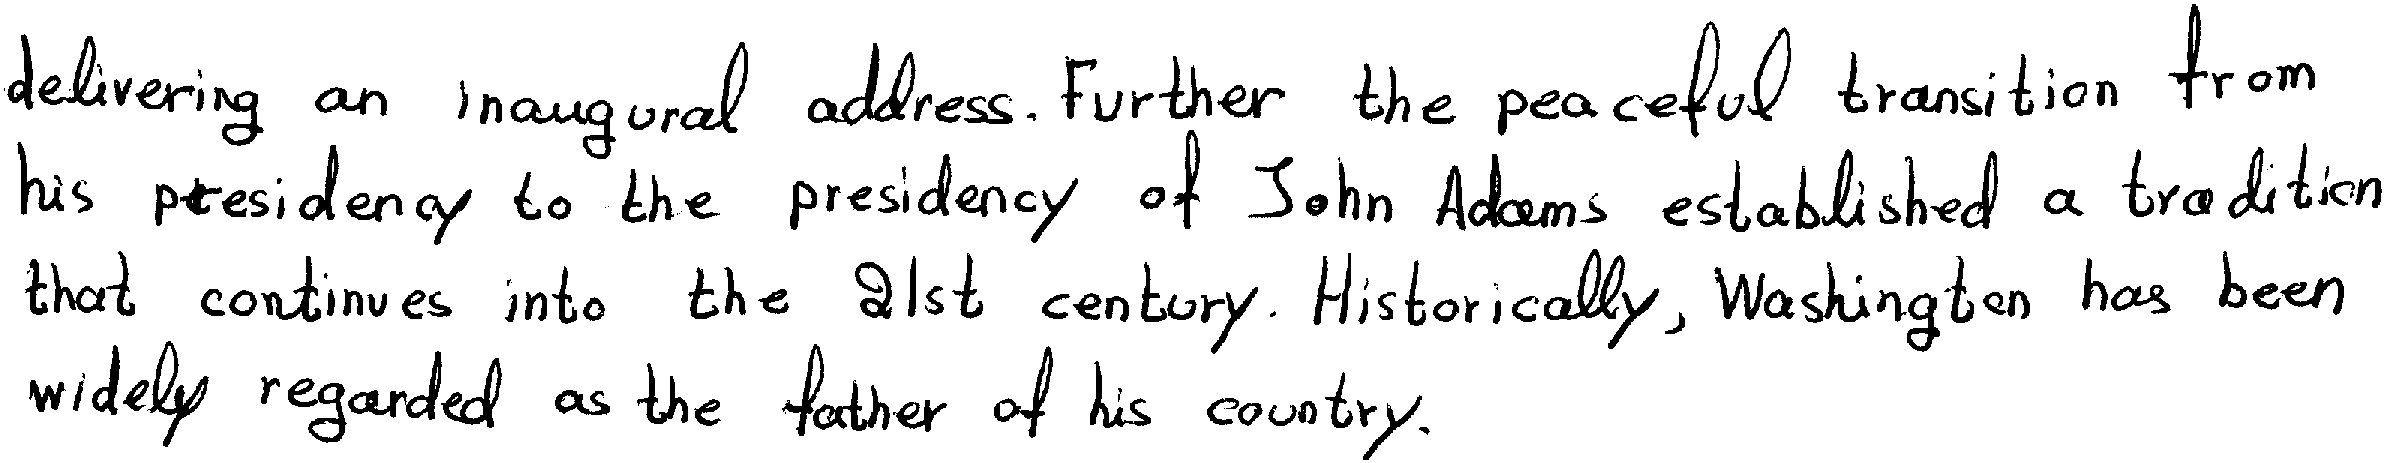 delivering an inaugural address. Further the peaceful transition from
his presidency to the presidency of John Adams established a tradition
that continues into the 21st century. Historically, Washington has been
widely regarded as the father of his country.